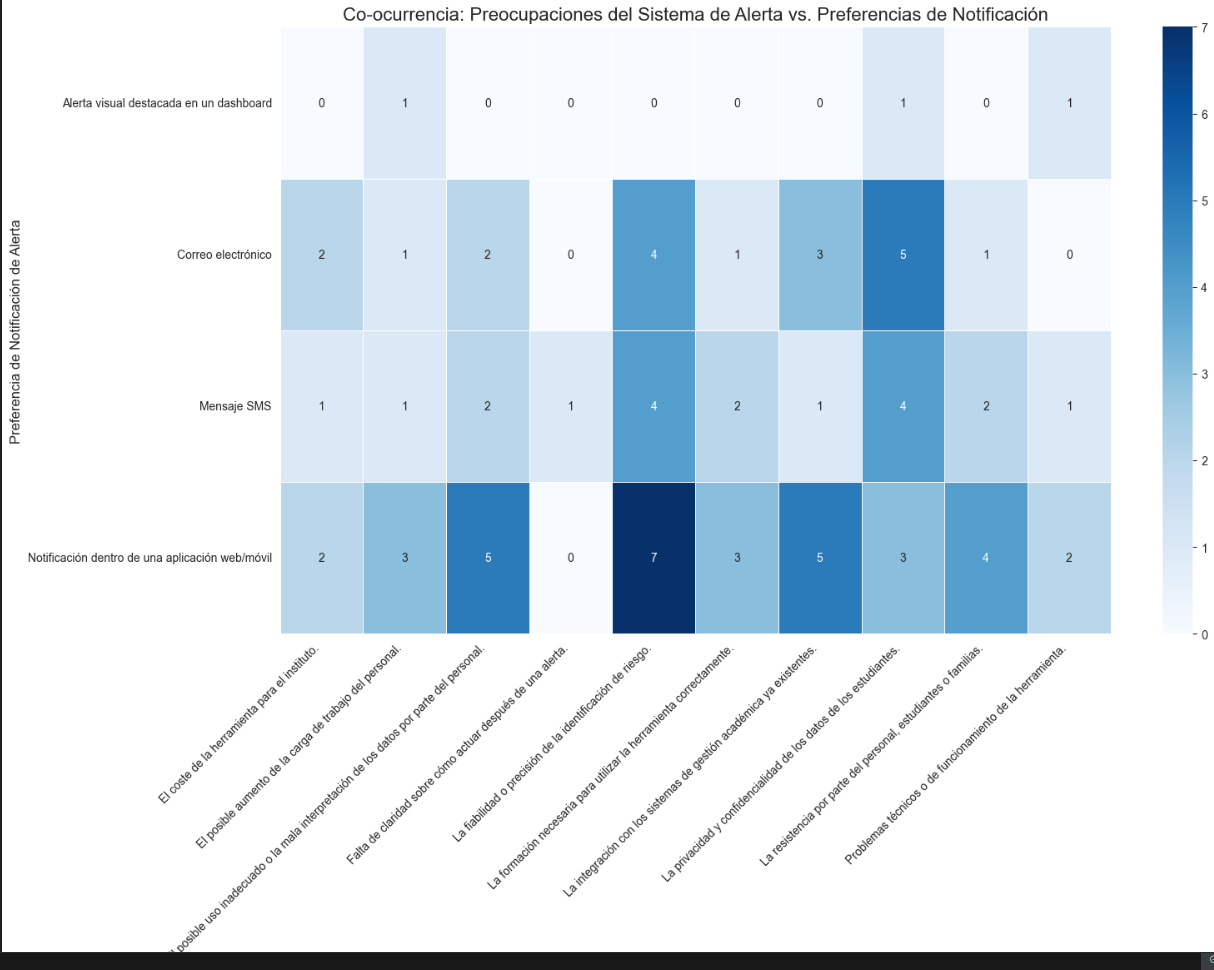 Co-ocurrencia: Preocupaciones del Sistema de Alerta vs. Preferencias de Notificación
Preferencia de Notificación de Alerta
Alerta visual destacada en un dashboard
0 1 0 0 0 0 0 1 0 1
Correo electrónico
2 1 2 0 4 1 3 5 1 0
Mensaje SMS
1 1 2 1 4 2 1 4 2 1
Notificación dentro de una aplicación web/móvil
2 3 5 0 7 3 5 3 4 2
El coste de la herramienta para el instituto.
El posible aumento de la carga de trabajo del personal.
posible uso inadecuado o la mala interpretación de los datos por parte del personal.
Falta de claridad sobre cómo actuar después de una alerta.
La fiabilidad o precisión de la identificación de riesgo.
La formación necesaria para utilizar la herramienta correctamente.
La integración con los sistemas de gestión académica ya existentes.
La privacidad y confidencialidad de los datos de los estudiantes.
La resistencia por parte del personal, estudiantes o familias.
Problemas técnicos o de funcionamiento de la herramienta.
7
6
5
4
3
2
1
0